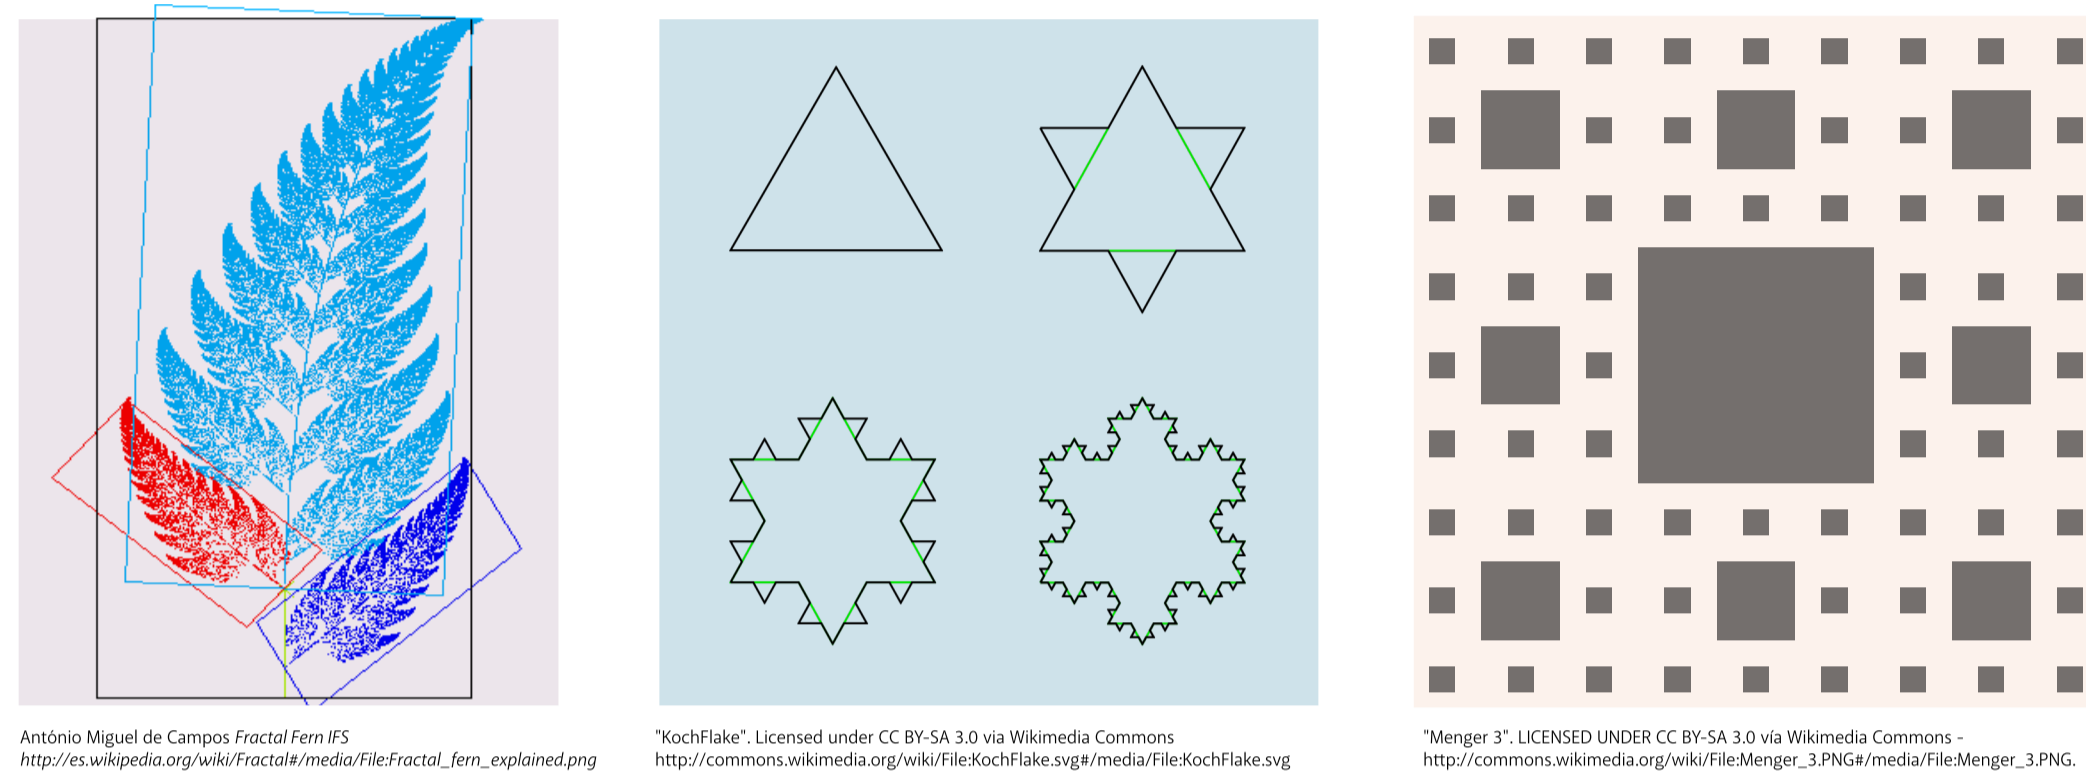 António Miguel de Campos Fractal Fern IFS
http://es.wikipedia.org/wiki/Fractal#/media/File:Fractal_fern_explained.png
"KochFlake". Licensed under CC BY-SA 3.0 via Wikimedia Commons
http://commons.wikimedia.org/wiki/File:KochFlake.svg#/media/File:KochFlake.svg
"Menger 3". LICENSED UNDER CC BY-SA 3.0 vía Wikimedia Commons -
http://commons.wikimedia.org/wiki/File:Menger_3.PNG#/media/File:Menger_3.PNG.